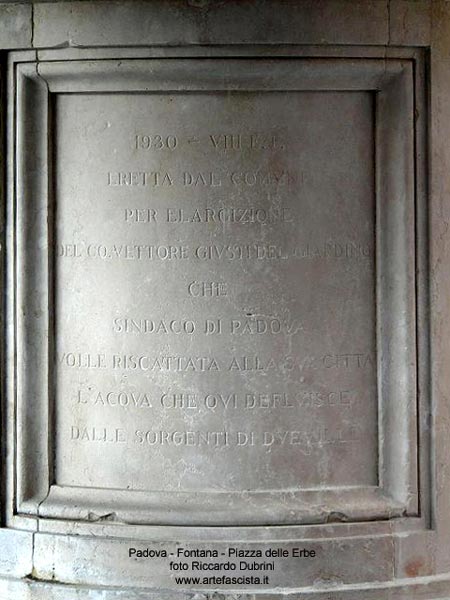 1930 - VIII E.F.
ERETTA DAL COMVNE
PER ELARGIZIONE
DEL CO. VETTORE GIVSTI DEL GIARDINO
CHE
SINDACO DI PADOVA
VOLLE RISCATTATA ALLA SVA CITTÀ
L'ACQVA CHE QVI DEFLVISCE
DALLE SORGENTI DI DVEVILLE
Padova - Fontana - Piazza delle Erbe
foto Riccardo Dubrini
www.artefascista.it